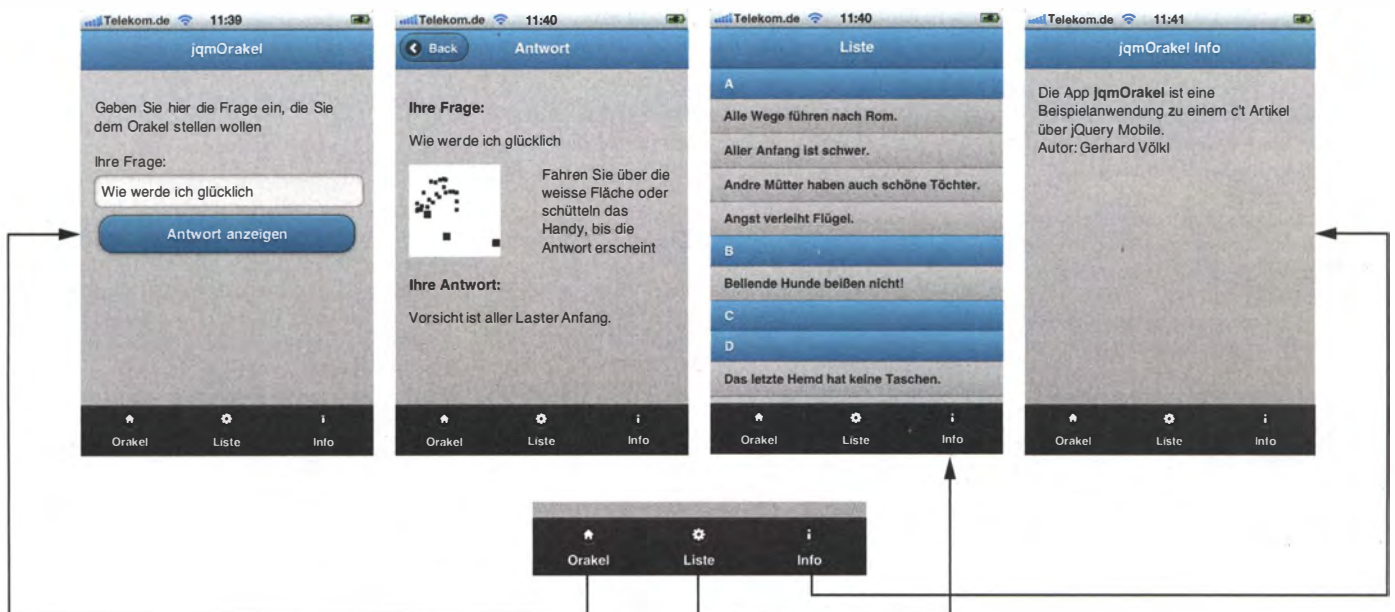 Telekom.de 11:39
jqmOrakel
Geben Sie hier die Frage ein, die Sie
dem Orakel stellen wollen
Ihre Frage:
Wie werde ich glücklich
Antwort anzeigen
Orakel Liste Info
Telekom.de 11:40
Back Antwort
Ihre Frage:
Wie werde ich glücklich
Fahren Sie über die
weisse Fläche oder
schütteln das
Handy, bis die
Antwort erscheint
Ihre Antwort:
Vorsicht ist aller Laster Anfang.
Orakel Liste Info
Telekom.de 11:40
Liste
A
Alle Wege führen nach Rom.
Aller Anfang ist schwer.
Andre Mütter haben auch schöne Töchter.
Angst verleiht Flügel.
B
Bellende Hunde beißen nicht!
C
D
Das letzte Hemd hat keine Taschen.
Orakel Liste Info
Telekom.de 11:41
jqmOrakel Info
Die App jqmOrakel ist eine
Beispielanwendung zu einem c't Artikel
über jQuery Mobile.
Autor: Gerhard Völkl
Orakel Liste Info
Orakel Liste Info